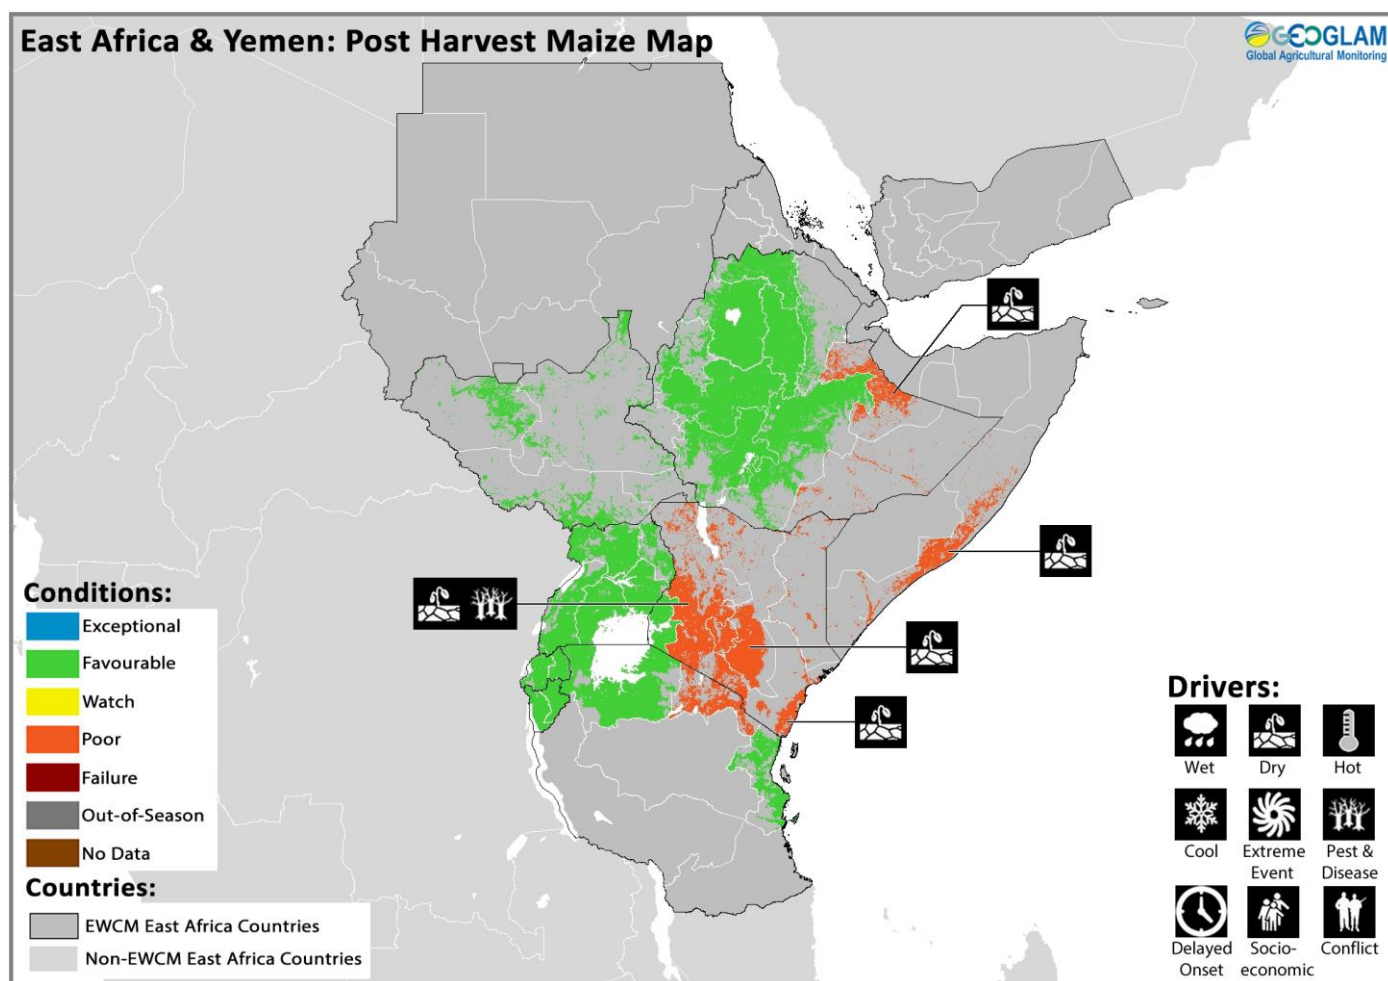 East Africa & Yemen: Post Harvest Maize Map
GEOGLAM
Global Agricultural Monitoring
Conditions:
Exceptional
Favourable
Watch
Poor
Failure
Out-of-Season
No Data
Countries:
EWCM East Africa Countries
Non-EWCM East Africa Countries
Drivers:
Wet
Dry
Hot
Cool
Extreme
Event
Pest &
Disease
Delayed
Onset
Socio-
economic
Conflict